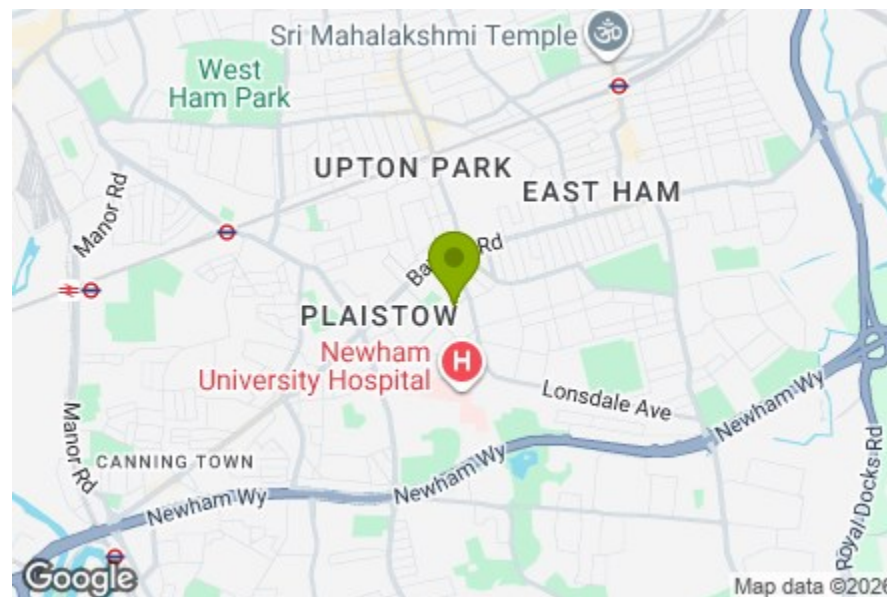 Sri Mahalakshmi Temple
ॐ
West
Ham Park
UPTON PARK
EAST HAM
Manor Rd
Rd
PLAISTOW
Newham
University Hospital
H
Lonsdale Ave
Newham Wy
Manor Rd
CANNING TOWN
Newham Wy
Newham Wy
Royal Docks Rd
Google
Map data ©2026